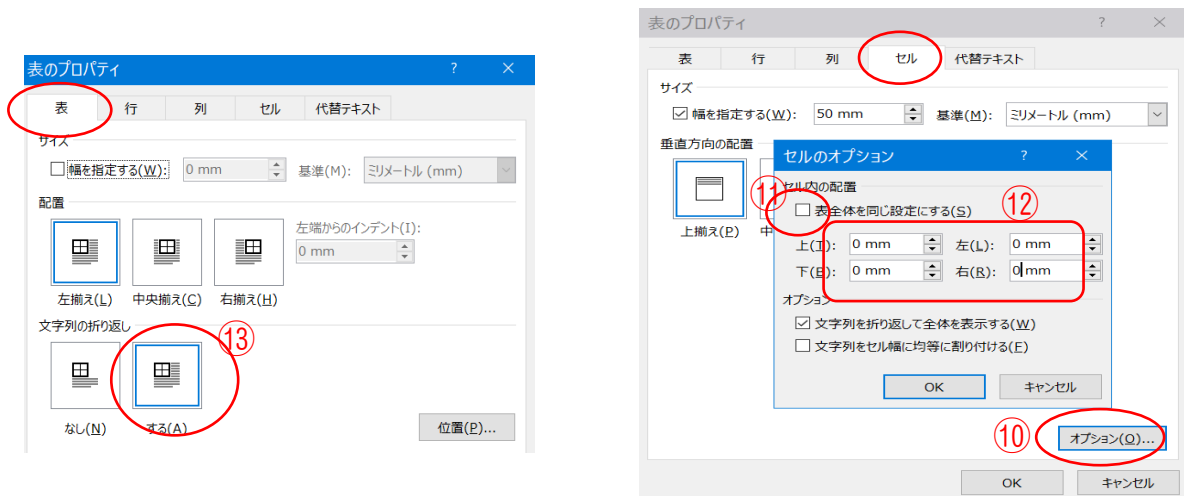 表のプロパティ ? ×
表 行 列 セル 代替テキスト
サイズ
幅を指定する(W): 0 mm 基準(M): ミリメートル (mm)
配置
左端からのインデント(I):
0 mm
左揃え(L) 中央揃え(C) 右揃え(H)
文字列の折り返し
⑬
なし(N) する(A)
位置(P)...
表のプロパティ ? ×
表 行 列 セル 代替テキスト
サイズ
幅を指定する(W): 50 mm 基準(M): ミリメートル (mm)
垂直方向の配置
上揃え(P) 中
セルのオプション ? ×
セル内の配置
⑪ ⑫
表全体を同じ設定にする(S)
上(T): 0 mm 左(L): 0 mm
下(B): 0 mm 右(R): 0 mm
オプション
文字列を折り返して全体を表示する(W)
文字列をセル幅に均等に割り付ける(F)
OK キャンセル
⑩ オプション(O)...
OK キャンセル